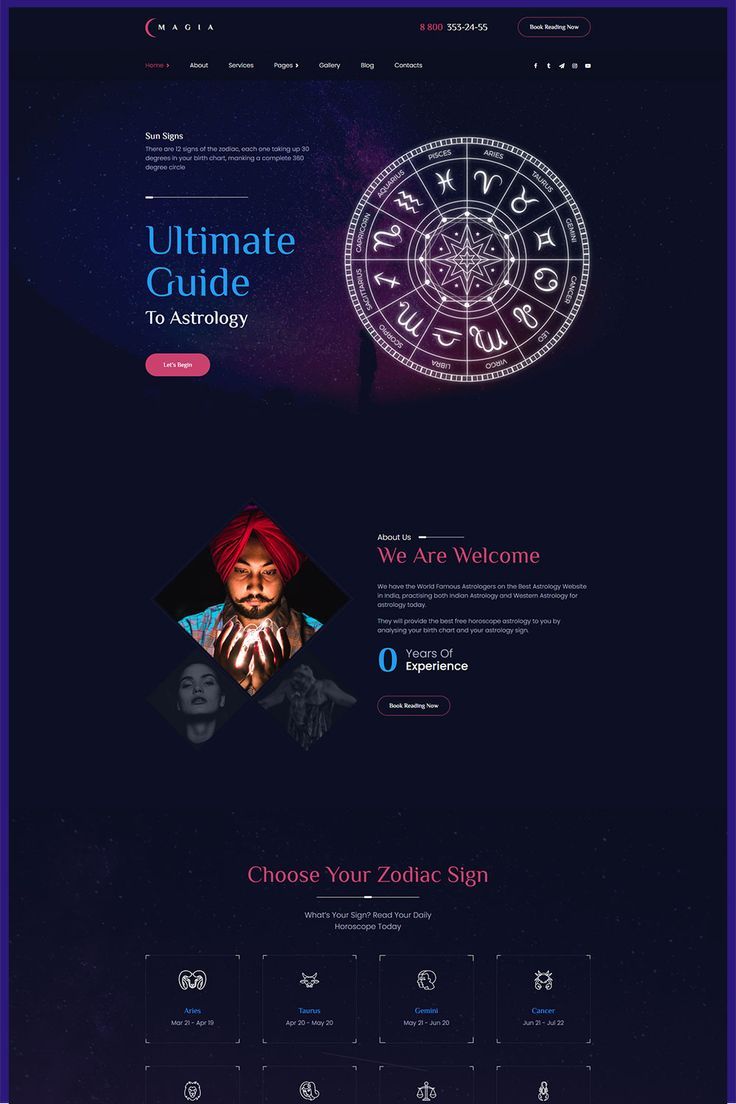 MAGIA
8 800 353-24-55
Book Reading Now
Home
About
Services
Pages
Gallery
Blog
Contacts
Sun Signs
There are 12 signs of the zodiac, each one taking up 30
degrees in your birth chart, manking a complete 360
degree circle
Ultimate
Guide
To Astrology
Let's Begin
PISCES
ARIES
TAURUS
GEMINI
CANCER
LEO
VIRGO
LIBRA
SCORPIO
SAGITTARIUS
CAPRICORN
AQUARIUS
About Us
We Are Welcome
We have the World Famous Astrologers on the Best Astrology Website
in India, practising both Indian Astrology and Western Astrology for
astrology today.
They will provide the best free horoscope astrology to you by
analysing your birth chart and your astrology sign.
0 Years Of
Experience
Book Reading Now
Choose Your Zodiac Sign
What's Your Sign? Read Your Daily
Horoscope Today
Aries
Mar 21 - Apr 19
Taurus
Apr 20 - May 20
Gemini
May 21 - Jun 20
Cancer
Jun 21 - Jul 22